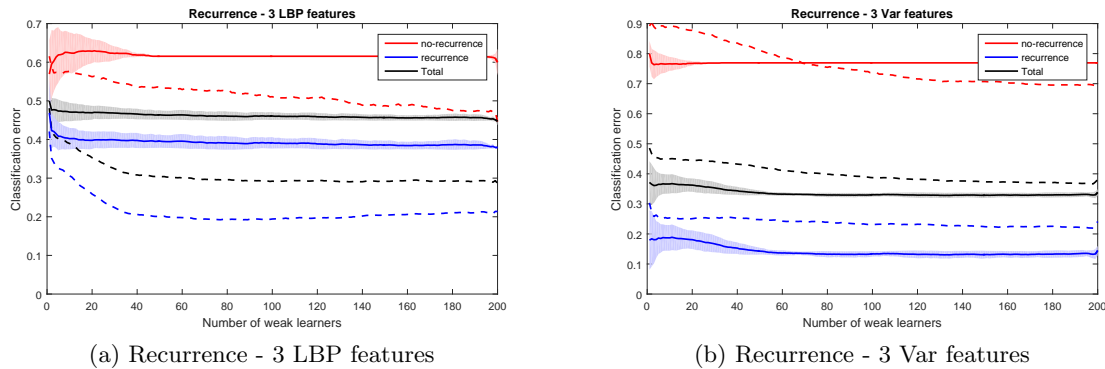 Recurrence - 3 LBP features
0.7
0.6
0.5
0.4
0.3
0.2
0.1
0
Classification error
no-recurrence
recurrence
Total
0 20 40 60 80 100 120 140 160 180 200
Number of weak learners
(a) Recurrence - 3 LBP features
Recurrence - 3 Var features
0.9
0.8
0.7
0.6
0.5
0.4
0.3
0.2
0.1
0
Classification error
no-recurrence
recurrence
Total
0 20 40 60 80 100 120 140 160 180 200
Number of weak learners
(b) Recurrence - 3 Var features